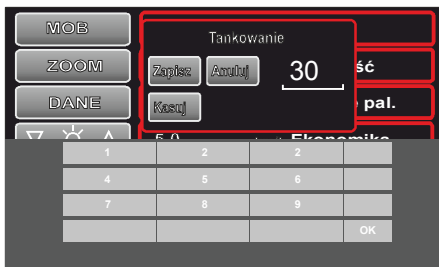 MOB
Tankowanie
ZOOM
Zapisz Anuluj 30 ść
DANE Kasuj pal.
5.0 Ekonomika
1 2 2
4 5 6
7 8 9
OK